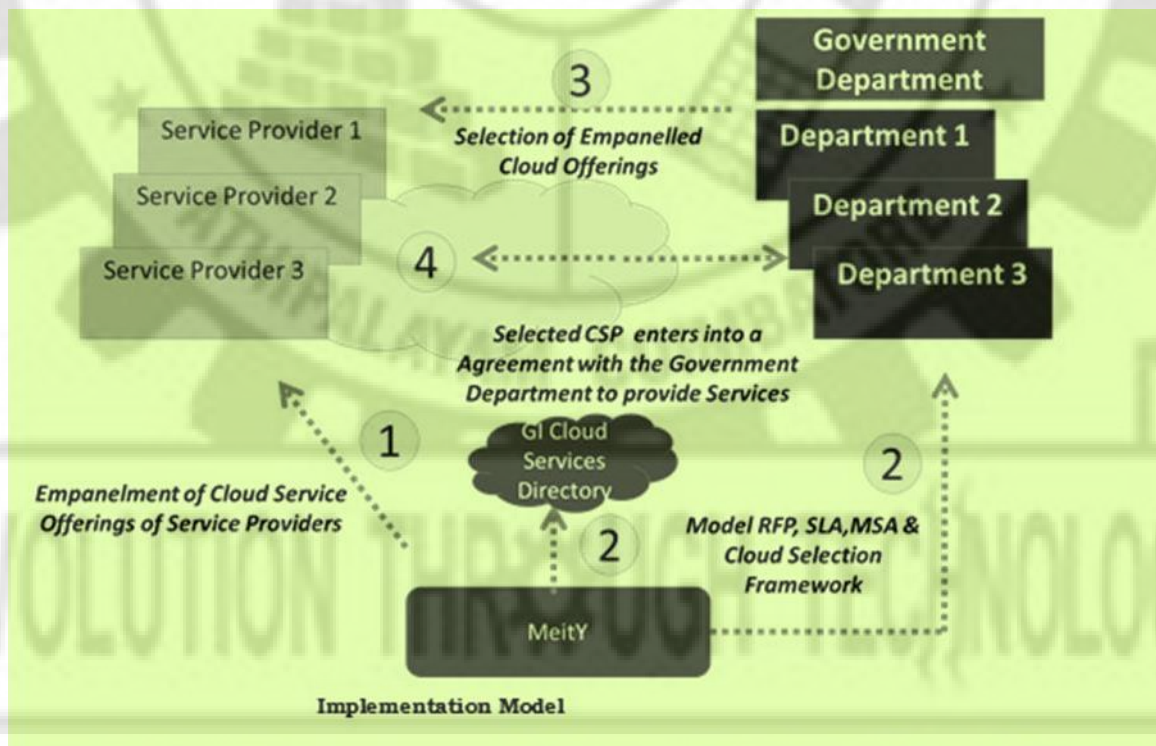 Government
Department
3
Service Provider 1
Selection of Empanelled
Cloud Offerings
Department 1
Service Provider 2
Department 2
4
Service Provider 3
Department 3
Selected CSP enters into a
Agreement with the Government
Department to provide Services
1
GI Cloud
Services
Directory
2
Empanelment of Cloud Service
Offerings of Service Providers
2
Model RFP, SLA,MSA &
Cloud Selection
Framework
MeitY
Implementation Model